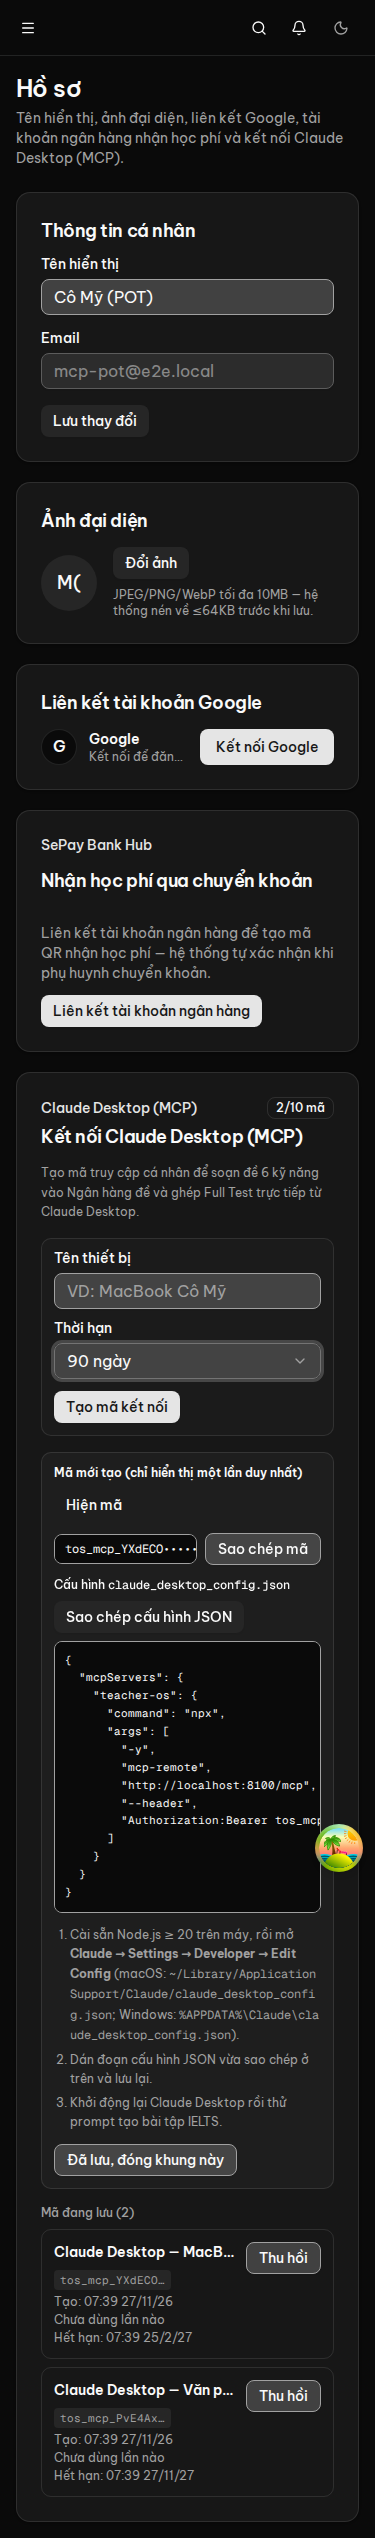 Hồ sơ
Tên hiển thị, ảnh đại diện, liên kết Google, tài
khoản ngân hàng nhận học phí và kết nối Claude
Desktop (MCP).
Thông tin cá nhân
Tên hiển thị
Cô Mỹ (POT)
Email
mcp-pot@e2e.local
Lưu thay đổi
Ảnh đại diện
M(
Đổi ảnh
JPEG/PNG/WebP tối đa 10MB — hệ
thống nén về ≤64KB trước khi lưu.
Liên kết tài khoản Google
G
Google
Kết nối để đăn...
Kết nối Google
SePay Bank Hub
Nhận học phí qua chuyển khoản
Liên kết tài khoản ngân hàng để tạo mã
QR nhận học phí — hệ thống tự xác nhận khi
phụ huynh chuyển khoản.
Liên kết tài khoản ngân hàng
Claude Desktop (MCP)
2/10 mã
Kết nối Claude Desktop (MCP)
Tạo mã truy cập cá nhân để soạn đề 6 kỹ năng
vào Ngân hàng đề và ghép Full Test trực tiếp từ
Claude Desktop.
Tên thiết bị
VD: MacBook Cô Mỹ
Thời hạn
90 ngày
Tạo mã kết nối
Mã mới tạo (chỉ hiển thị một lần duy nhất)
Hiện mã
tos_mcp_YXdECO•••••
Sao chép mã
Cấu hình claude_desktop_config.json
Sao chép cấu hình JSON
{
"mcpServers": {
"teacher-os": {
"command": "npx",
"args": [
"-y",
"mcp-remote",
"http://localhost:8100/mcp",
"--header",
"Authorization:Bearer tos_mcp
]
}
}
}
1. Cài sẵn Node.js ≥ 20 trên máy, rồi mở
Claude → Settings → Developer → Edit
Config (macOS: ~/Library/Application
Support/Claude/claude_desktop_confi
g.json; Windows: %APPDATA%\Claude\cla
ude_desktop_config.json).
2. Dán đoạn cấu hình JSON vừa sao chép ở
trên và lưu lại.
3. Khởi động lại Claude Desktop rồi thử
prompt tạo bài tập IELTS.
Đã lưu, đóng khung này
Mã đang lưu (2)
Claude Desktop — MacB...
Thu hồi
tos_mcp_YXdECO…
Tạo: 07:39 27/11/26
Chưa dùng lần nào
Hết hạn: 07:39 25/2/27
Claude Desktop — Văn p...
Thu hồi
tos_mcp_PvE4Ax…
Tạo: 07:39 27/11/26
Chưa dùng lần nào
Hết hạn: 07:39 27/11/27